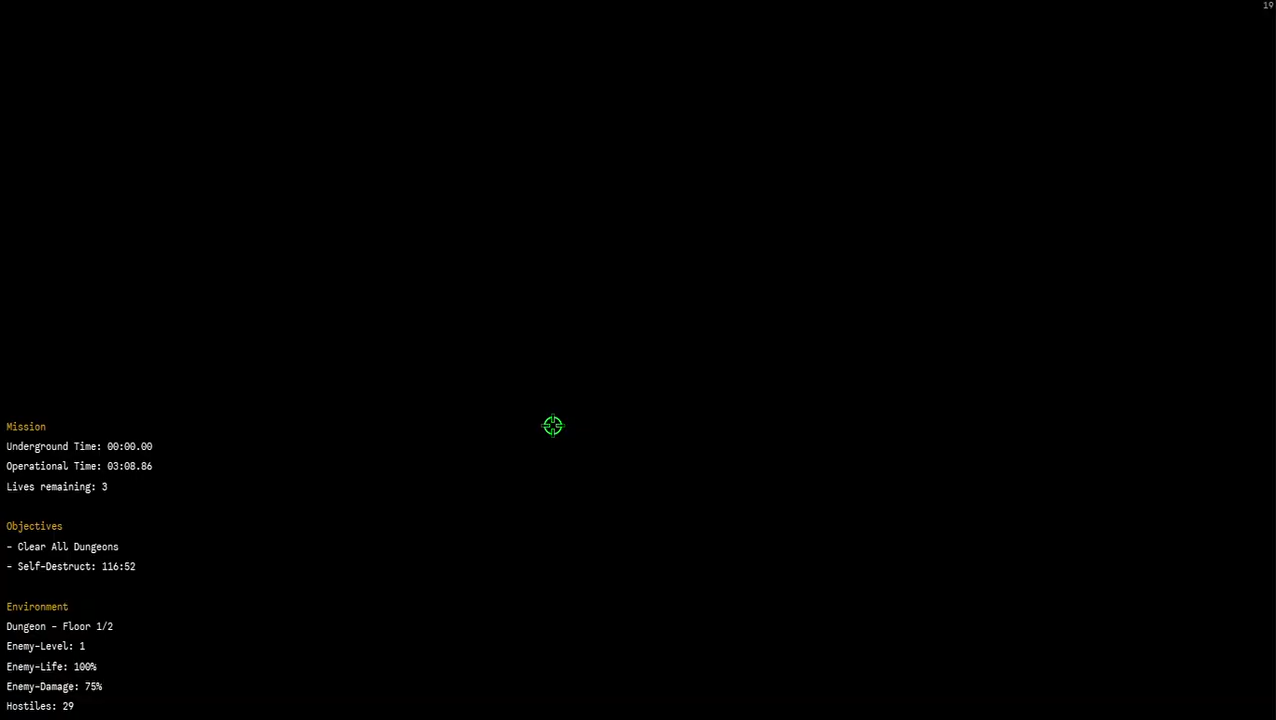 19
Mission
Underground Time: 00:00.00
Operational Time: 03:08.86
Lives remaining: 3
Objectives
- Clear All Dungeons
- Self-Destruct: 116:52
Environment
Dungeon - Floor 1/2
Enemy-Level: 1
Enemy-Life: 100%
Enemy-Damage: 75%
Hostiles: 29